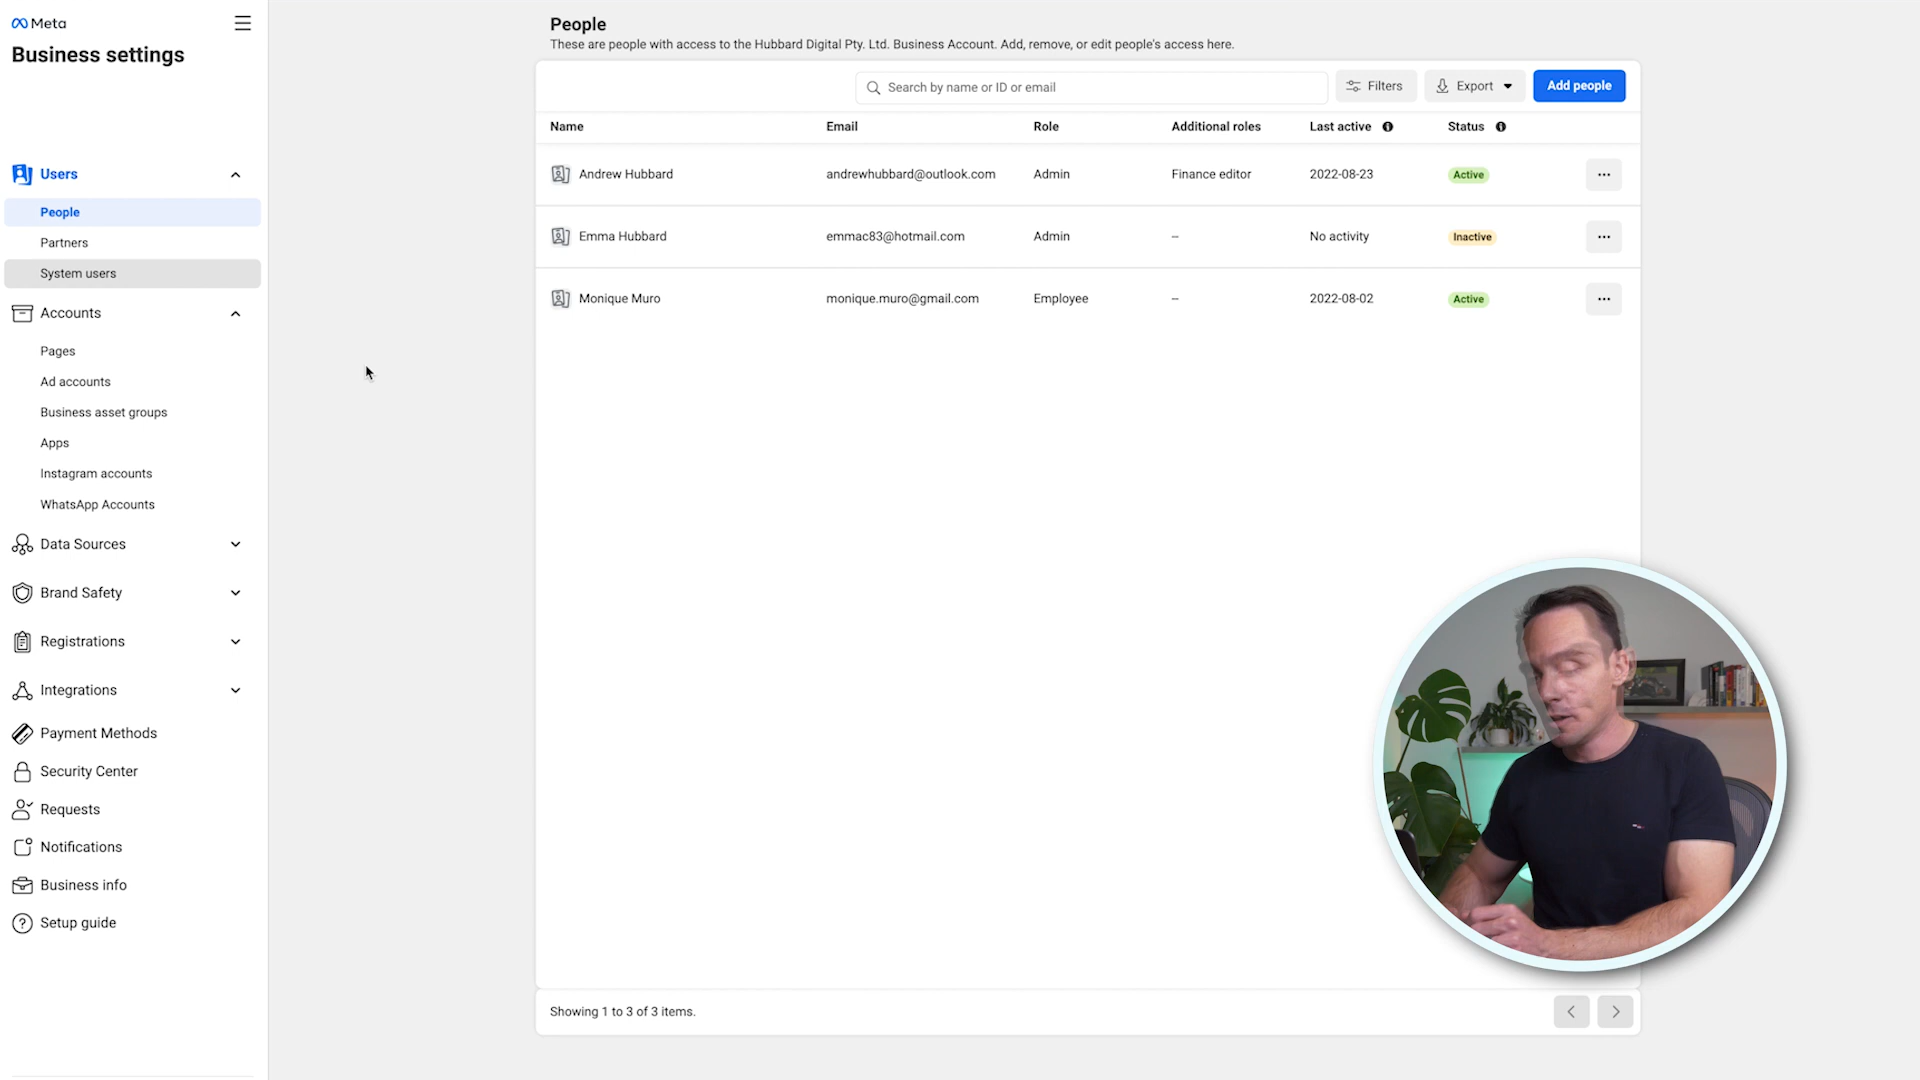 Meta
Business settings
Users
People
Partners
System users
Accounts
Pages
Ad accounts
Business asset groups
Apps
Instagram accounts
WhatsApp Accounts
Data Sources
Brand Safety
Registrations
Integrations
Payment Methods
Security Center
Requests
Notifications
Business info
Setup guide
People
These are people with access to the Hubbard Digital Pty. Ltd. Business Account. Add, remove, or edit people's access here.
Search by name or ID or email
Filters
Export
Add people
Name Email Role Additional roles Last active Status
Andrew Hubbard andrewhubbard@outlook.com Admin Finance editor 2022-08-23 Active
Emma Hubbard emmac83@hotmail.com Admin – No activity Inactive
Monique Muro monique.muro@gmail.com Employee – 2022-08-02 Active
Showing 1 to 3 of 3 items.